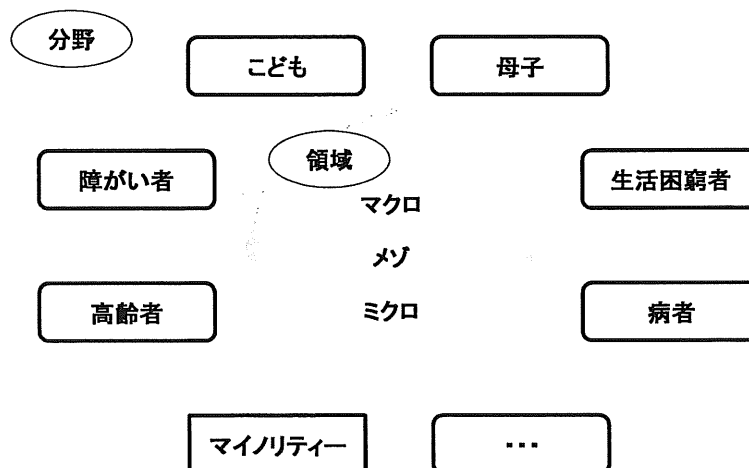 分野
こども
母子
障がい者
領域
生活困窮者
マクロ
メゾ
ミクロ
高齢者
病者
マイノリティー
…